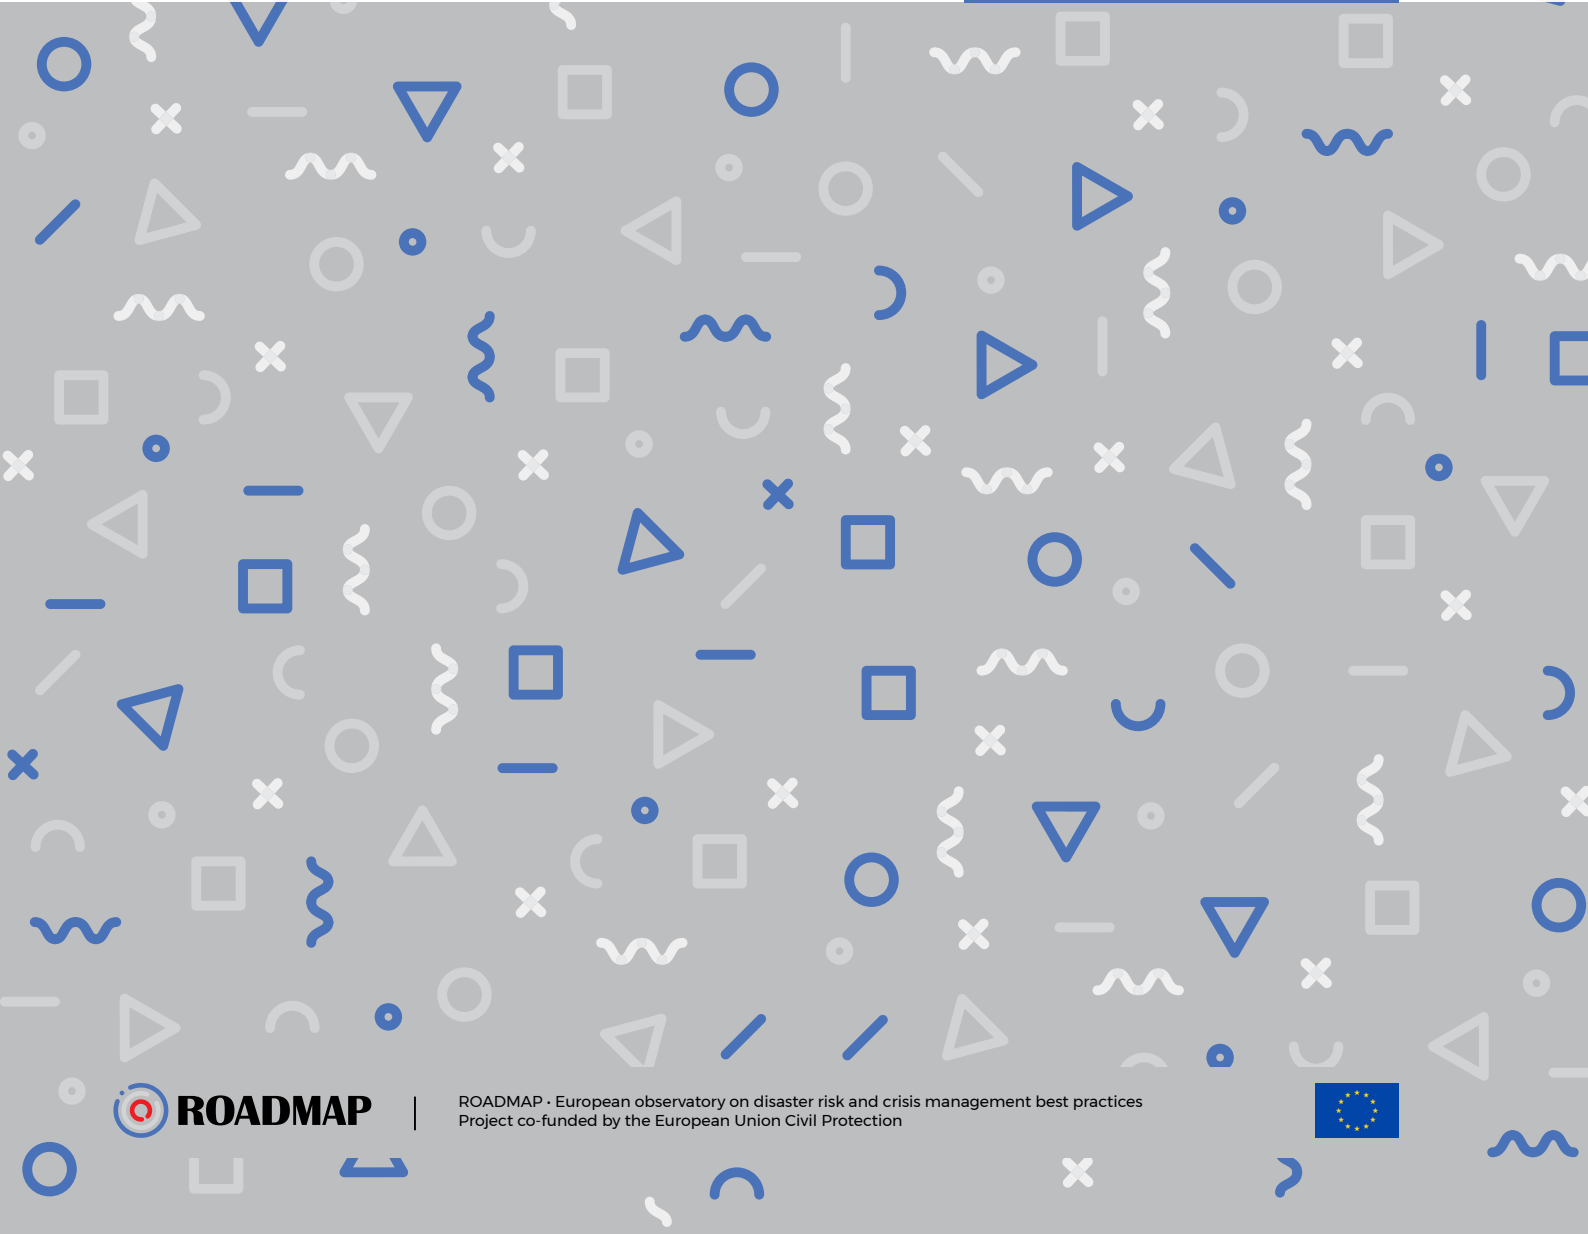 ROADMAP
ROADMAP • European observatory on disaster risk and crisis management best practices
Project co-funded by the European Union Civil Protection